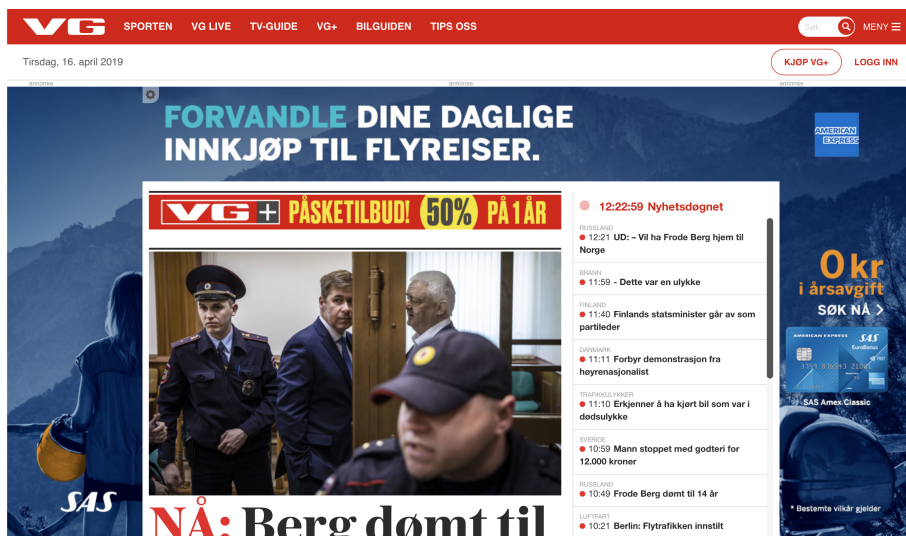 VG SPORTEN VG LIVE TV-GUIDE VG+ BILGUIDEN TIPS OSS Søk MENY
Tirsdag, 16. april 2019 KJØP VG+ LOGG INN
annonse annonse annonse
FORVANDLE DINE DAGLIGE
INNKJØP TIL FLYREISER.
AMERICAN
EXPRESS
VG + PÅSKETILBUD! 50% PÅ 1 ÅR
NÅ: Berg dømt til
12:22:59 Nyhetsdøgnet
RUSSLAND
12:21 UD: – Vil ha Frode Berg hjem til
Norge
BRANN
11:59 - Dette var en ulykke
FINLAND
11:40 Finlands statsminister går av som
partileder
DANMARK
11:11 Forbyr demonstrasjon fra
høyrenasjonalist
TRAFIKKULYKKER
11:10 Erkjenner å ha kjørt bil som var i
dødsulykke
SVERIGE
10:59 Mann stoppet med godteri for
12.000 kroner
RUSSLAND
10:49 Frode Berg dømt til 14 år
LUFTFART
10:21 Berlin: Flytrafikken innstilt
0 kr
i årsavgift
SØK NÅ >
AMERICAN EXPRESS SAS
EuroBonus
SAS Amex Classic
* Bestemte vilkår gjelder
SAS